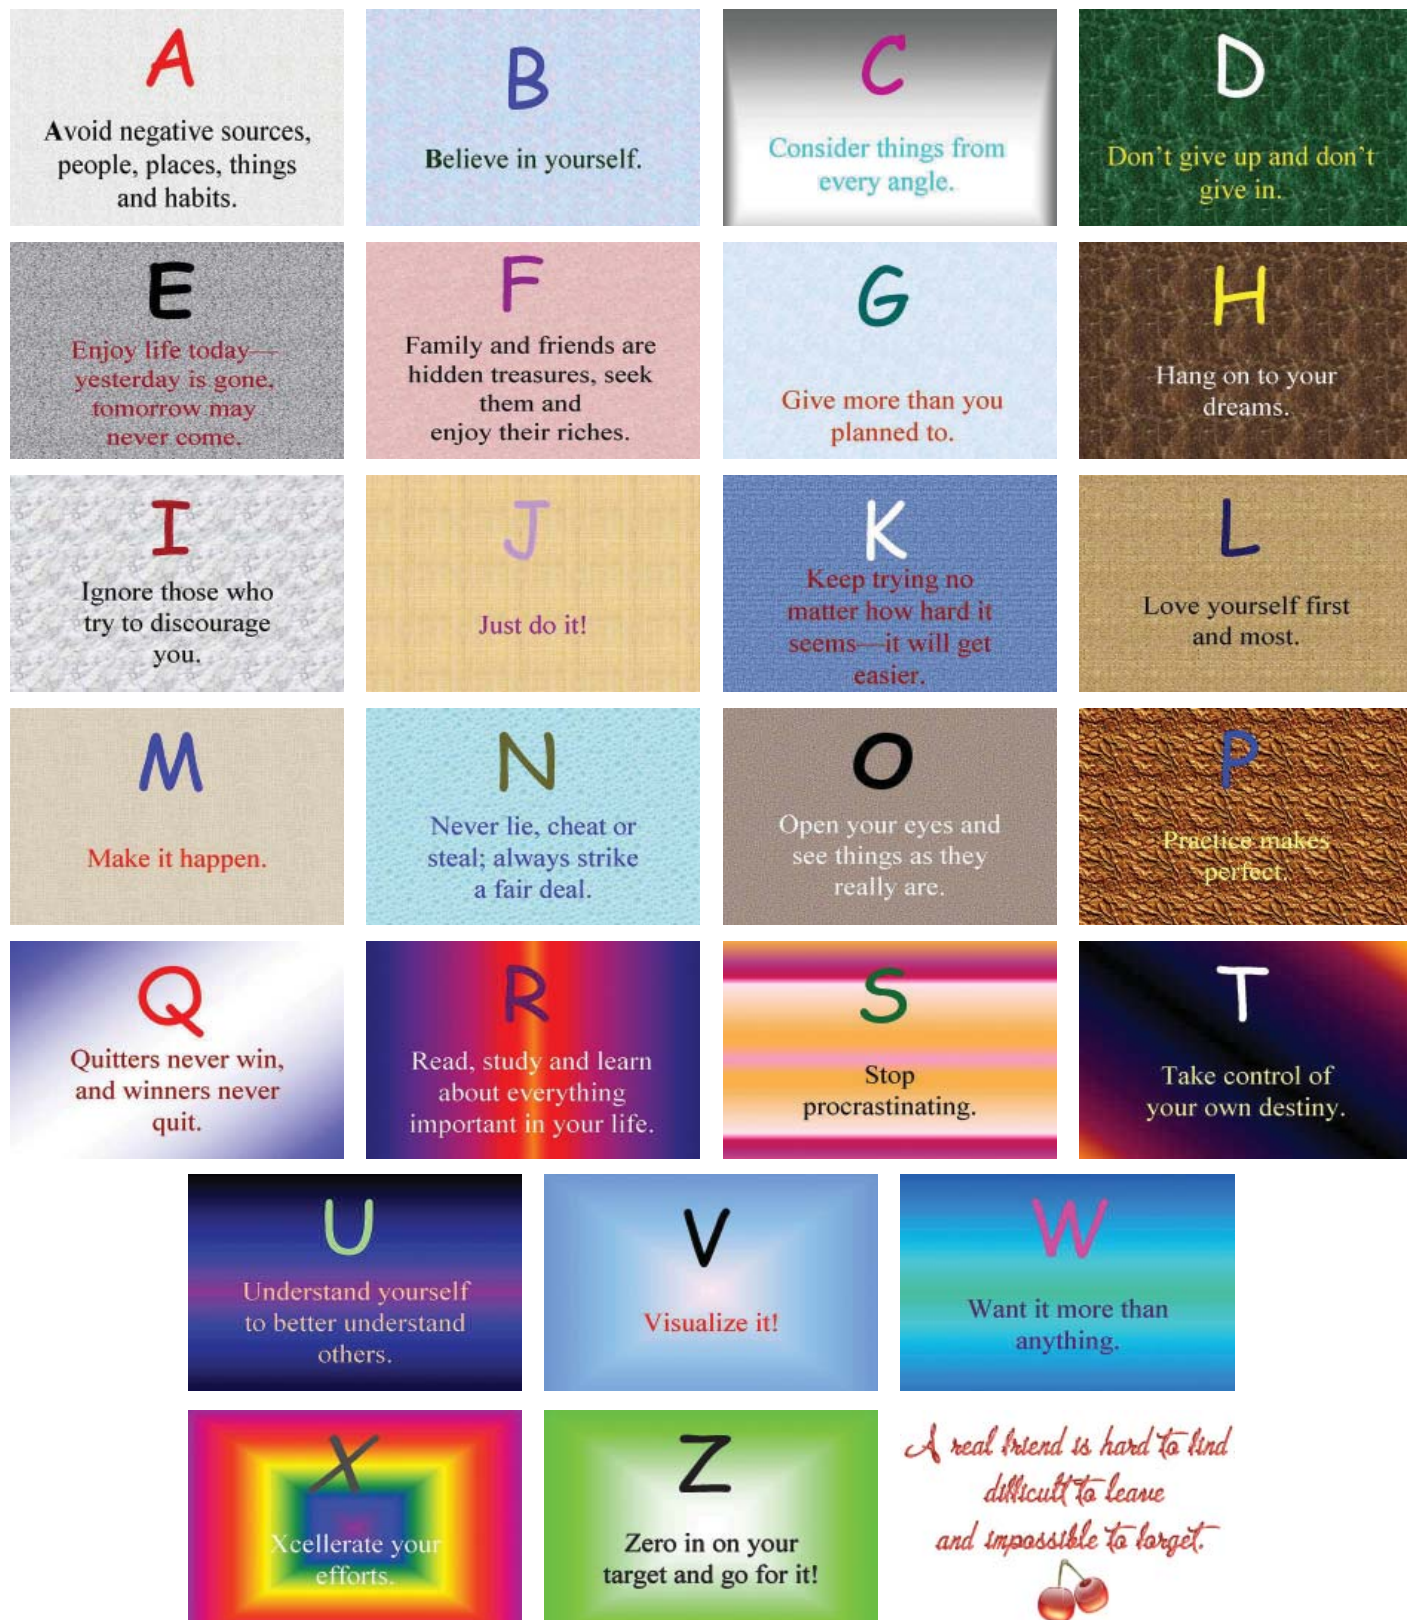 A
Avoid negative sources,
people, places, things
and habits.
B
Believe in yourself.
C
Consider things from
every angle.
D
Don't give up and don't
give in.
E
Enjoy life today—
yesterday is gone,
tomorrow may
never come.
F
Family and friends are
hidden treasures, seek
them and
enjoy their riches.
G
Give more than you
planned to.
H
Hang on to your
dreams.
I
Ignore those who
try to discourage
you.
J
Just do it!
K
Keep trying no
matter how hard it
seems—it will get
easier.
L
Love yourself first
and most.
M
Make it happen.
N
Never lie, cheat or
steal; always strike
a fair deal.
O
Open your eyes and
see things as they
really are.
P
Practice makes
perfect.
Q
Quitters never win,
and winners never
quit.
R
Read, study and learn
about everything
important in your life.
S
Stop
procrastinating.
T
Take control of
your own destiny.
U
Understand yourself
to better understand
others.
V
Visualize it!
W
Want it more than
anything.
X
Xcellerate your
efforts.
Z
Zero in on your
target and go for it!
A real friend is hard to find
difficult to leave
and impossible to forget.